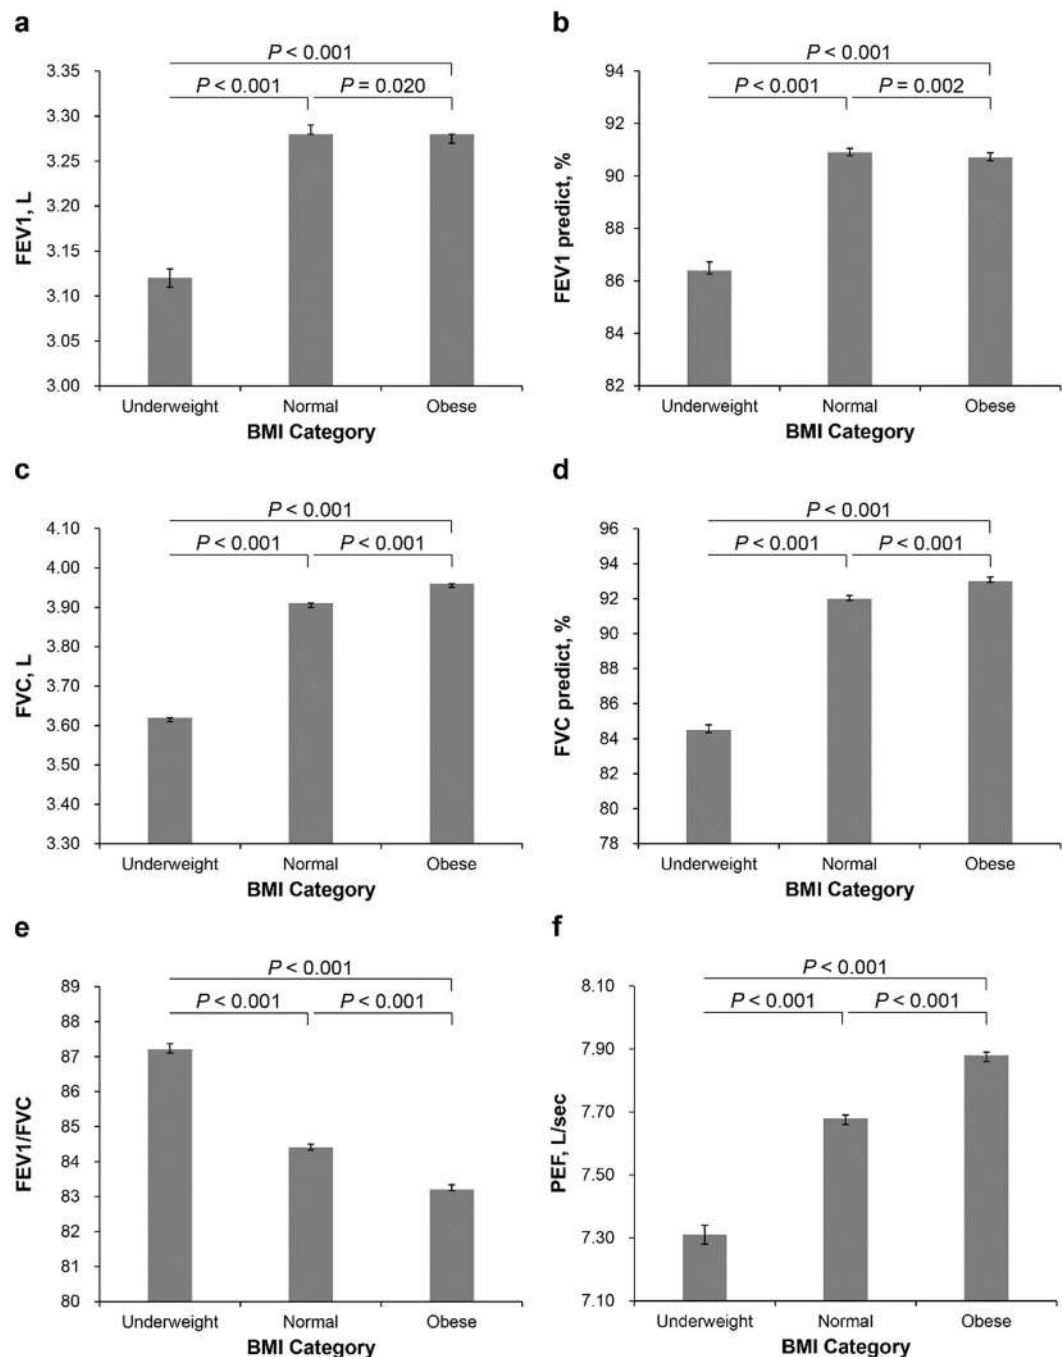 a
P < 0.001
P < 0.001
P = 0.020
3.35
3.30
3.25
3.20
3.15
3.10
3.05
3.00
FEV1, L
Underweight Normal Obese
BMI Category
b
P < 0.001
P < 0.001
P = 0.002
94
92
90
88
86
84
82
FEV1 predict, %
Underweight Normal Obese
BMI Category
c
P < 0.001
P < 0.001
P < 0.001
4.10
4.00
3.90
3.80
3.70
3.60
3.50
3.40
3.30
FVC, L
Underweight Normal Obese
BMI Category
d
P < 0.001
P < 0.001
P < 0.001
96
94
92
90
88
86
84
82
80
78
FVC predict, %
Underweight Normal Obese
BMI Category
e
P < 0.001
P < 0.001
P < 0.001
89
88
87
86
85
84
83
82
81
80
FEV1/FVC
Underweight Normal Obese
BMI Category
f
P < 0.001
P < 0.001
P < 0.001
8.10
7.90
7.70
7.50
7.30
7.10
PEF, L/sec
Underweight Normal Obese
BMI Category